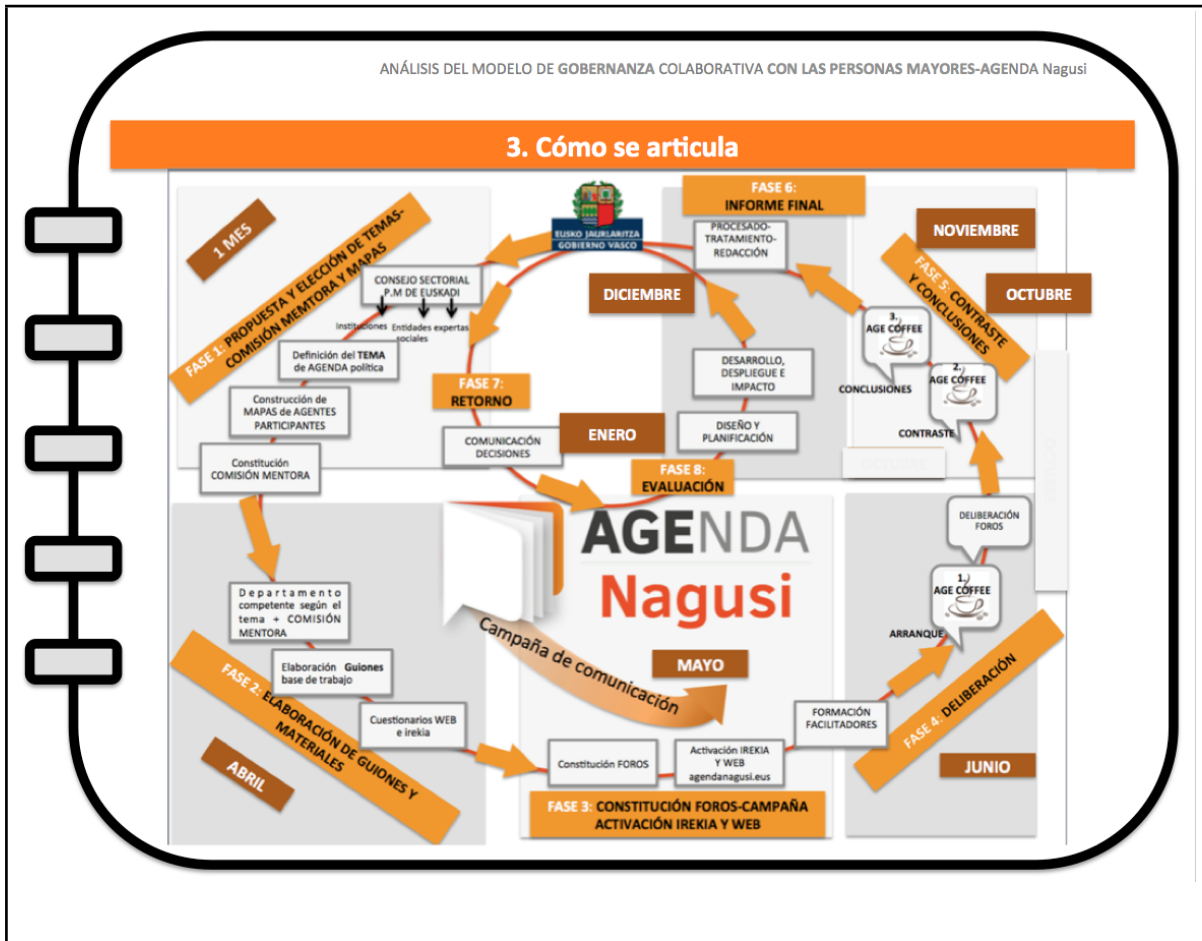 ANÁLISIS DEL MODELO DE GOBERNANZA COLABORATIVA CON LAS PERSONAS MAYORES-AGENDA Nagusi
3. Cómo se articula
1 MES
FASE 1: PROPUESTA Y ELECCIÓN DE TEMAS-
COMISIÓN MEMTORA Y MAPAS
EUSKO JAURLARITZA
GOBIERNO VASCO
CONSEJO SECTORIAL
P.M DE EUSKADI
Instituciones
Entidades expertas
sociales
Definición del TEMA
de AGENDA política
Construcción de
MAPAS de AGENTES
PARTICIPANTES
Constitución
COMISIÓN MENTORA
Departamento
competente según el
tema + COMISIÓN
MENTORA
Elaboración Guiones
base de trabajo
Cuestionarios WEB
e irekia
FASE 2: ELABORACIÓN DE GUIONES Y
MATERIALES
ABRIL
Constitución FOROS
Activación IREKIA
Y WEB
agendanagusi.eus
FASE 3: CONSTITUCIÓN FOROS-CAMPAÑA
ACTIVACIÓN IREKIA Y WEB
MAYO
Campaña de comunicación
AGENDA
Nagusi
FORMACIÓN
FACILITADORES
FASE 4: DELIBERACIÓN
JUNIO
ARRANQUE
1.
AGE COFFEE
DELIBERACIÓN
FOROS
CONTRASTE
2.
AGE COFFEE
CONCLUSIONES
3.
AGE COFFEE
FASE 5: CONTRASTE
Y CONCLUSIONES
OCTUBRE
NOVIEMBRE
OCTUBRE
FASE 6:
INFORME FINAL
PROCESADO-
TRATAMIENTO-
REDACCIÓN
DICIEMBRE
FASE 7:
RETORNO
COMUNICACIÓN
DECISIONES
ENERO
FASE 8:
EVALUACIÓN
DISEÑO Y
PLANIFICACIÓN
DESARROLLO,
DESPLIEGUE E
IMPACTO